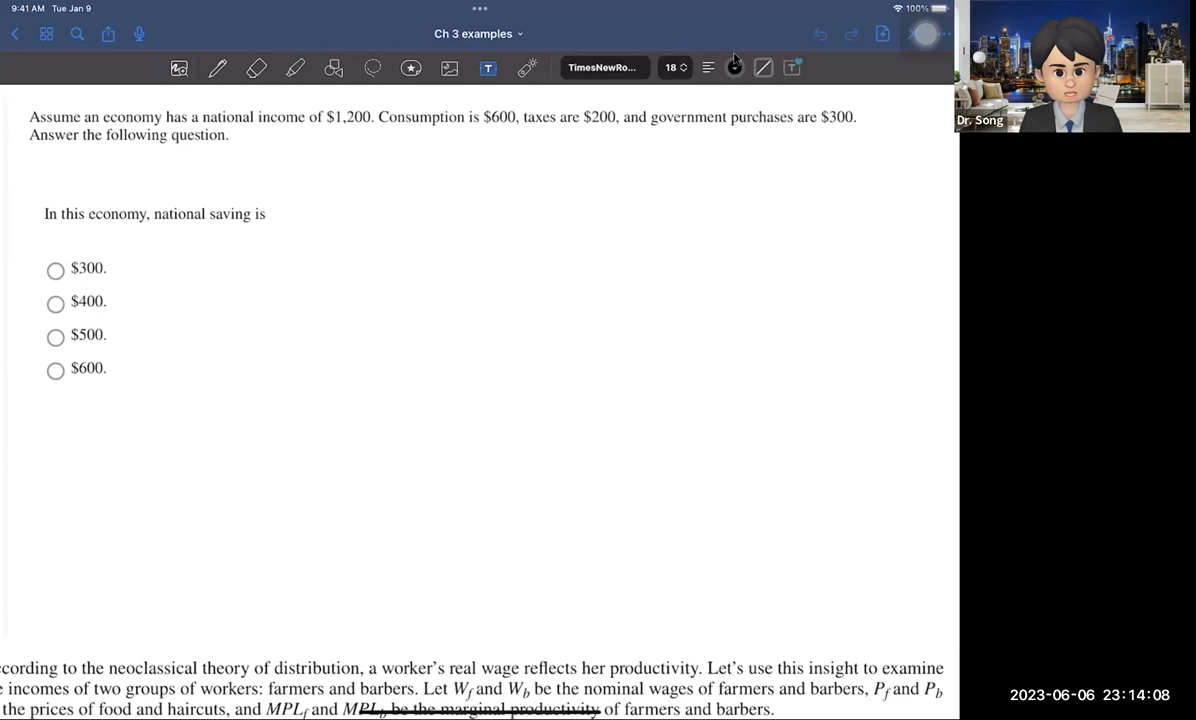 9:41 AM Tue Jan 9
100%
Ch 3 examples
TimesNewRo...
18
T
Dr. Song
Assume an economy has a national income of $1,200. Consumption is $600, taxes are $200, and government purchases are $300.
Answer the following question.
In this economy, national saving is
$300.
$400.
$500.
$600.
cording to the neoclassical theory of distribution, a worker's real wage reflects her productivity. Let's use this insight to examine
e incomes of two groups of workers: farmers and barbers. Let Wf and Wb be the nominal wages of farmers and barbers, Pf and Pb
the prices of food and haircuts, and MPLf and MPLb be the marginal productivity of farmers and barbers.
2023-06-06 23:14:08